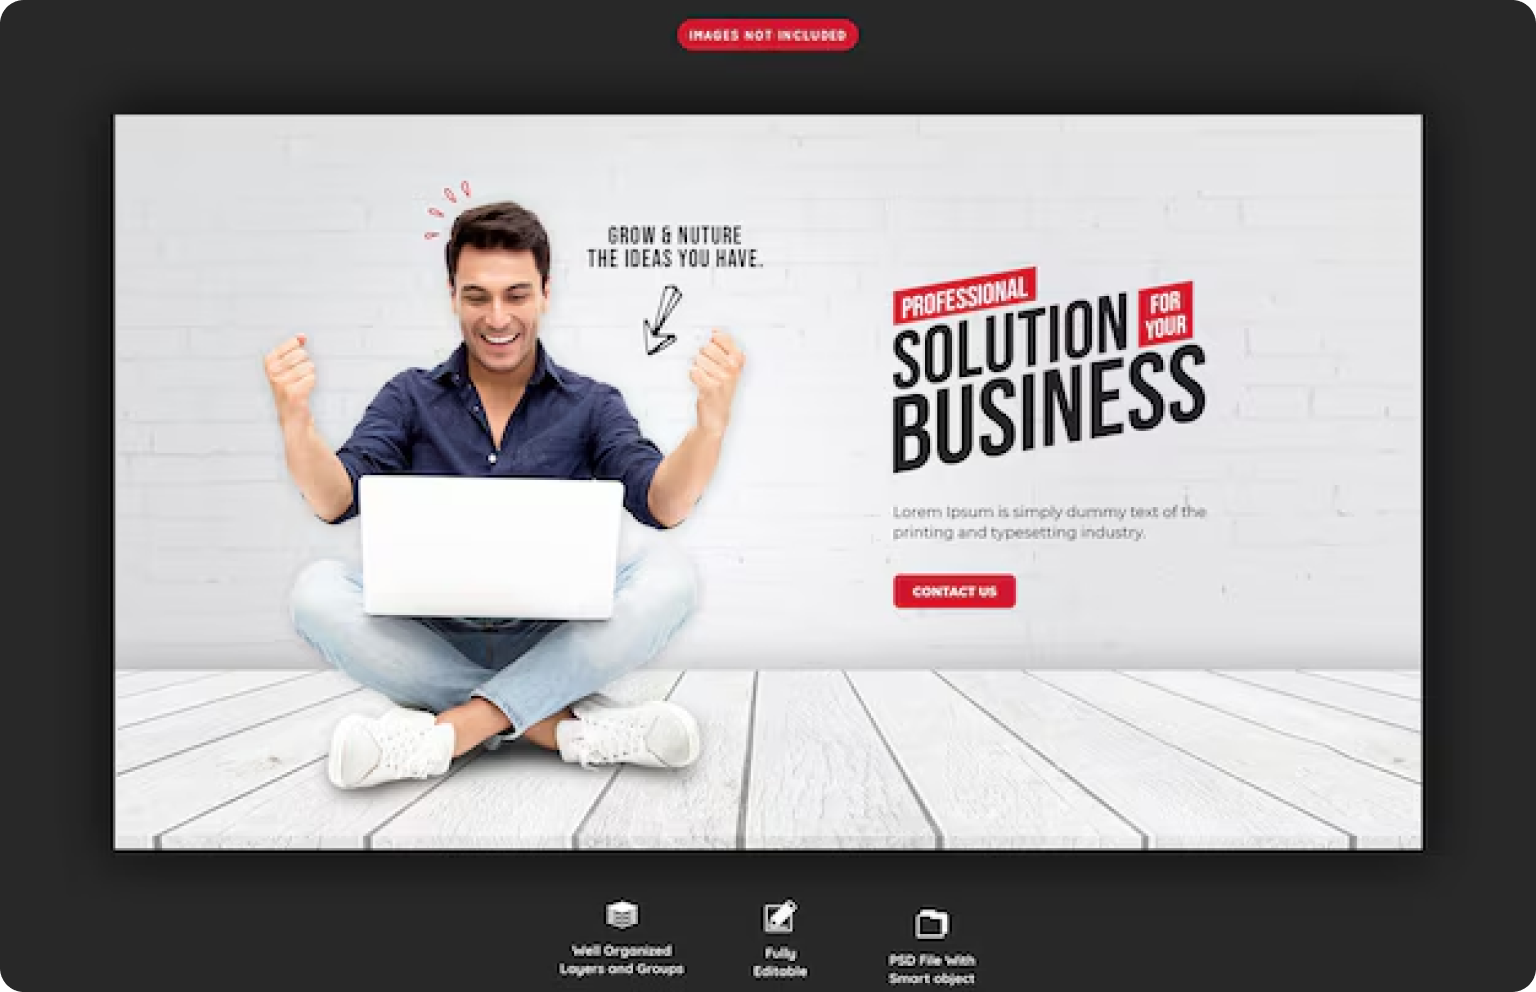 IMAGES NOT INCLUDED
GROW & NUTURE
THE IDEAS YOU HAVE.
PROFESSIONAL
SOLUTION
FOR
YOUR
BUSINESS
Lorem Ipsum is simply dummy text of the
printing and typesetting industry.
CONTACT US
Well Organized
Layers and Groups
Fully
Editable
PSD File With
Smart object